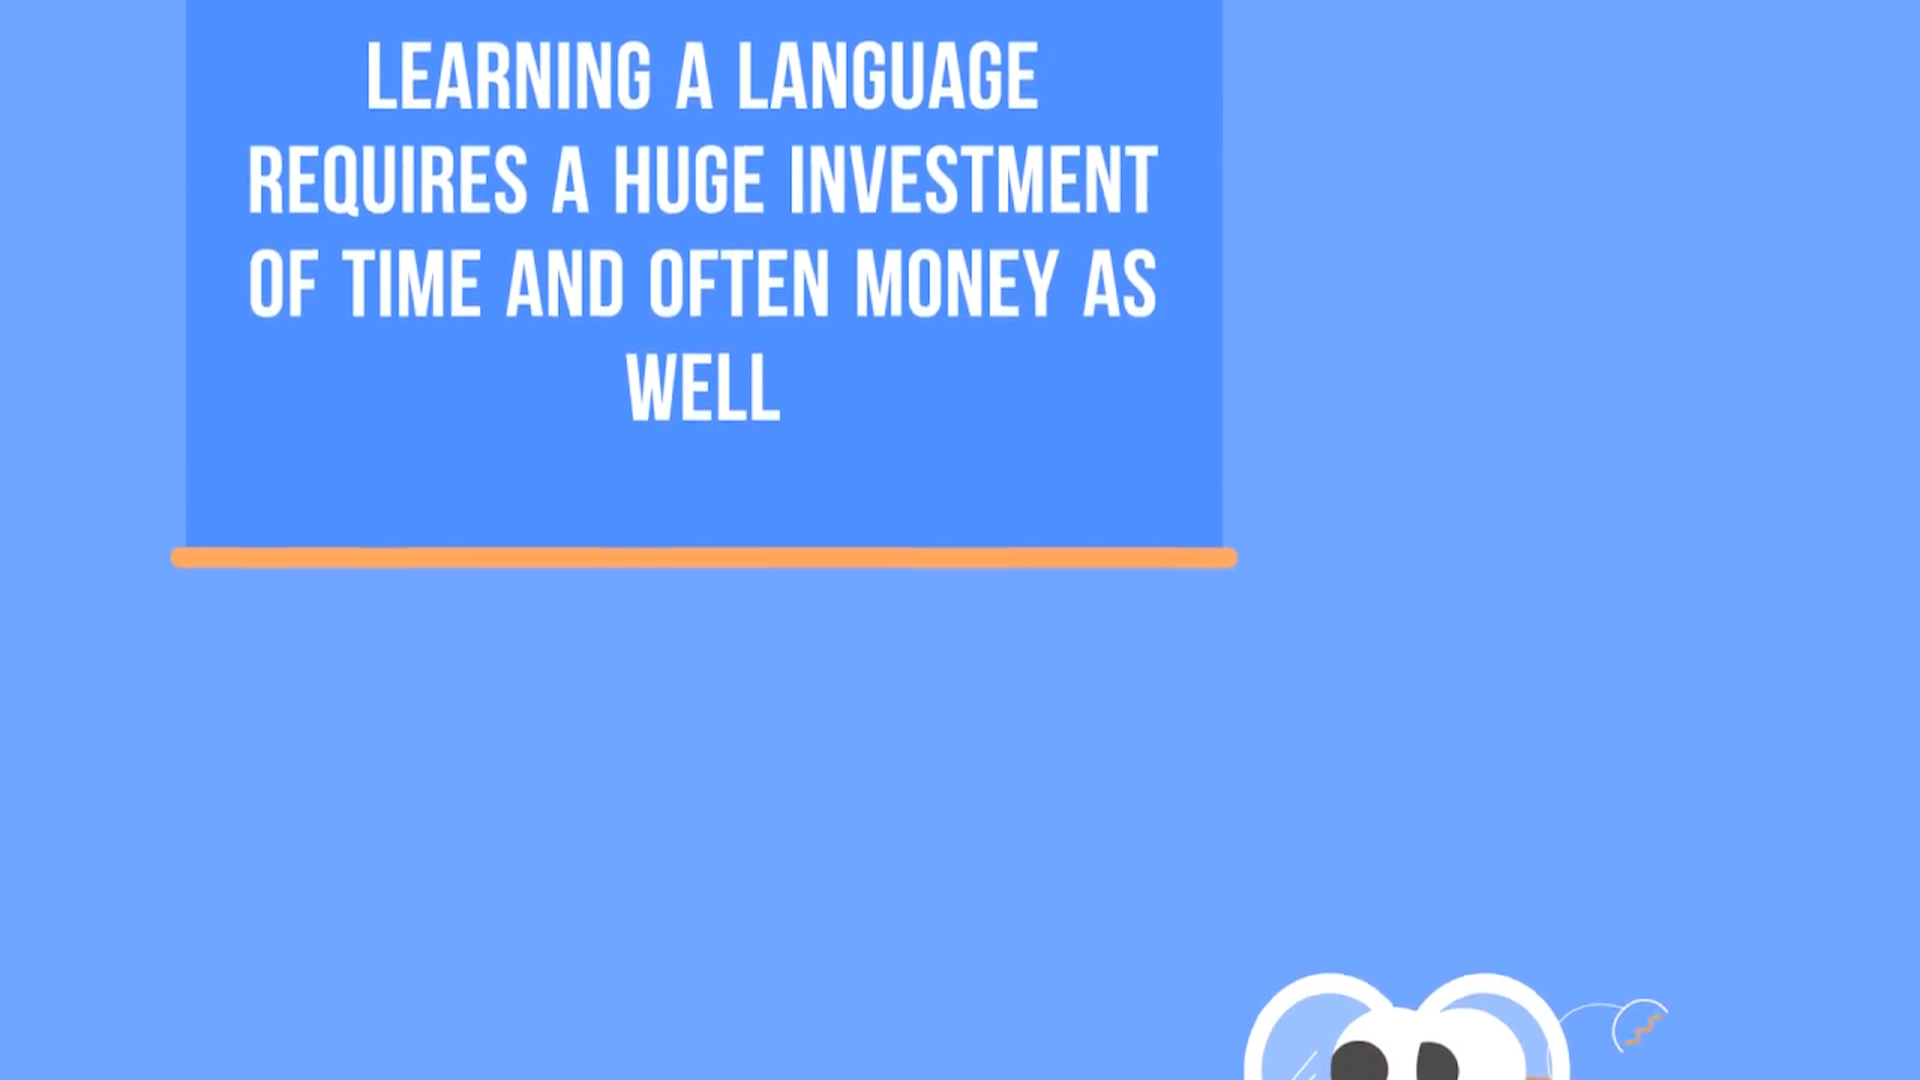 LEARNING A LANGUAGE
REQUIRES A HUGE INVESTMENT
OF TIME AND OFTEN MONEY AS
WELL